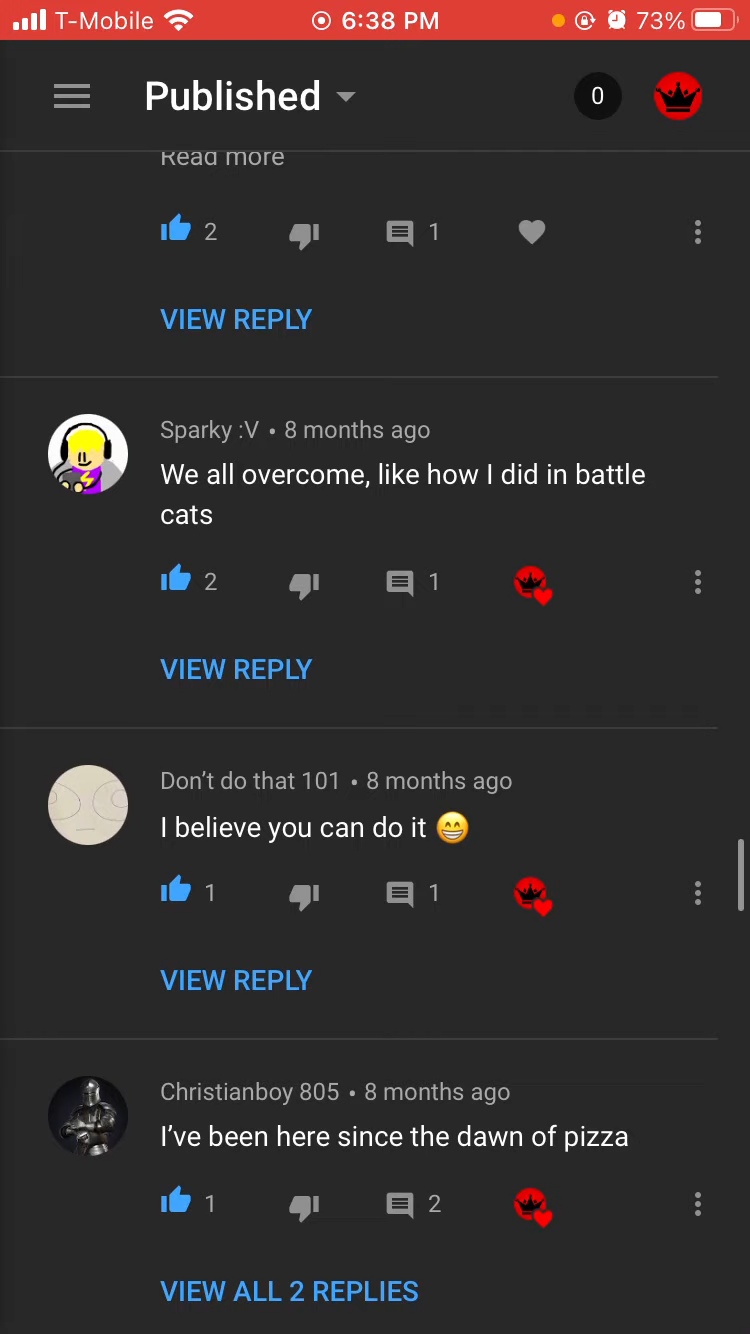 T-Mobile 6:38 PM 73%
Published 0
Read more
2 1
VIEW REPLY
Sparky :V • 8 months ago
We all overcome, like how I did in battle
cats
2 1
VIEW REPLY
Don’t do that 101 • 8 months ago
I believe you can do it 😁
1 1
VIEW REPLY
Christianboy 805 • 8 months ago
I’ve been here since the dawn of pizza
1 2
VIEW ALL 2 REPLIES